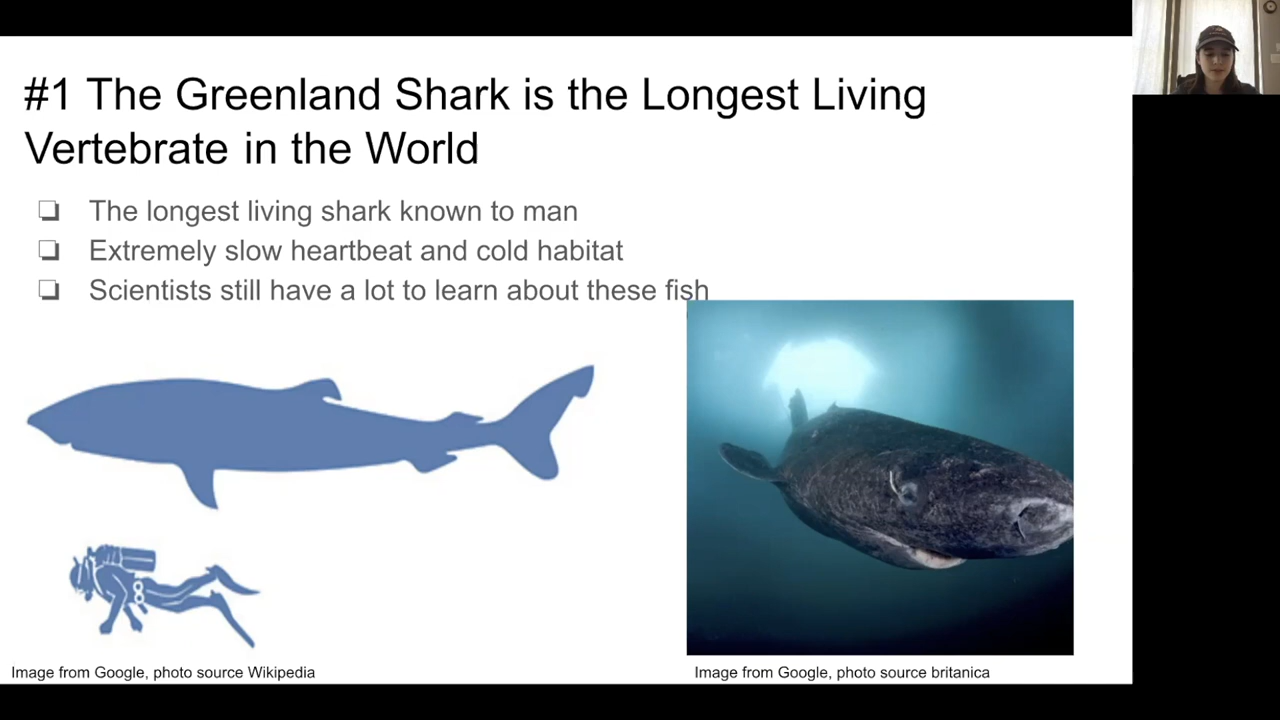 #1 The Greenland Shark is the Longest Living
Vertebrate in the World
❏ The longest living shark known to man
❏ Extremely slow heartbeat and cold habitat
❏ Scientists still have a lot to learn about these fish
Image from Google, photo source Wikipedia
Image from Google, photo source britanica